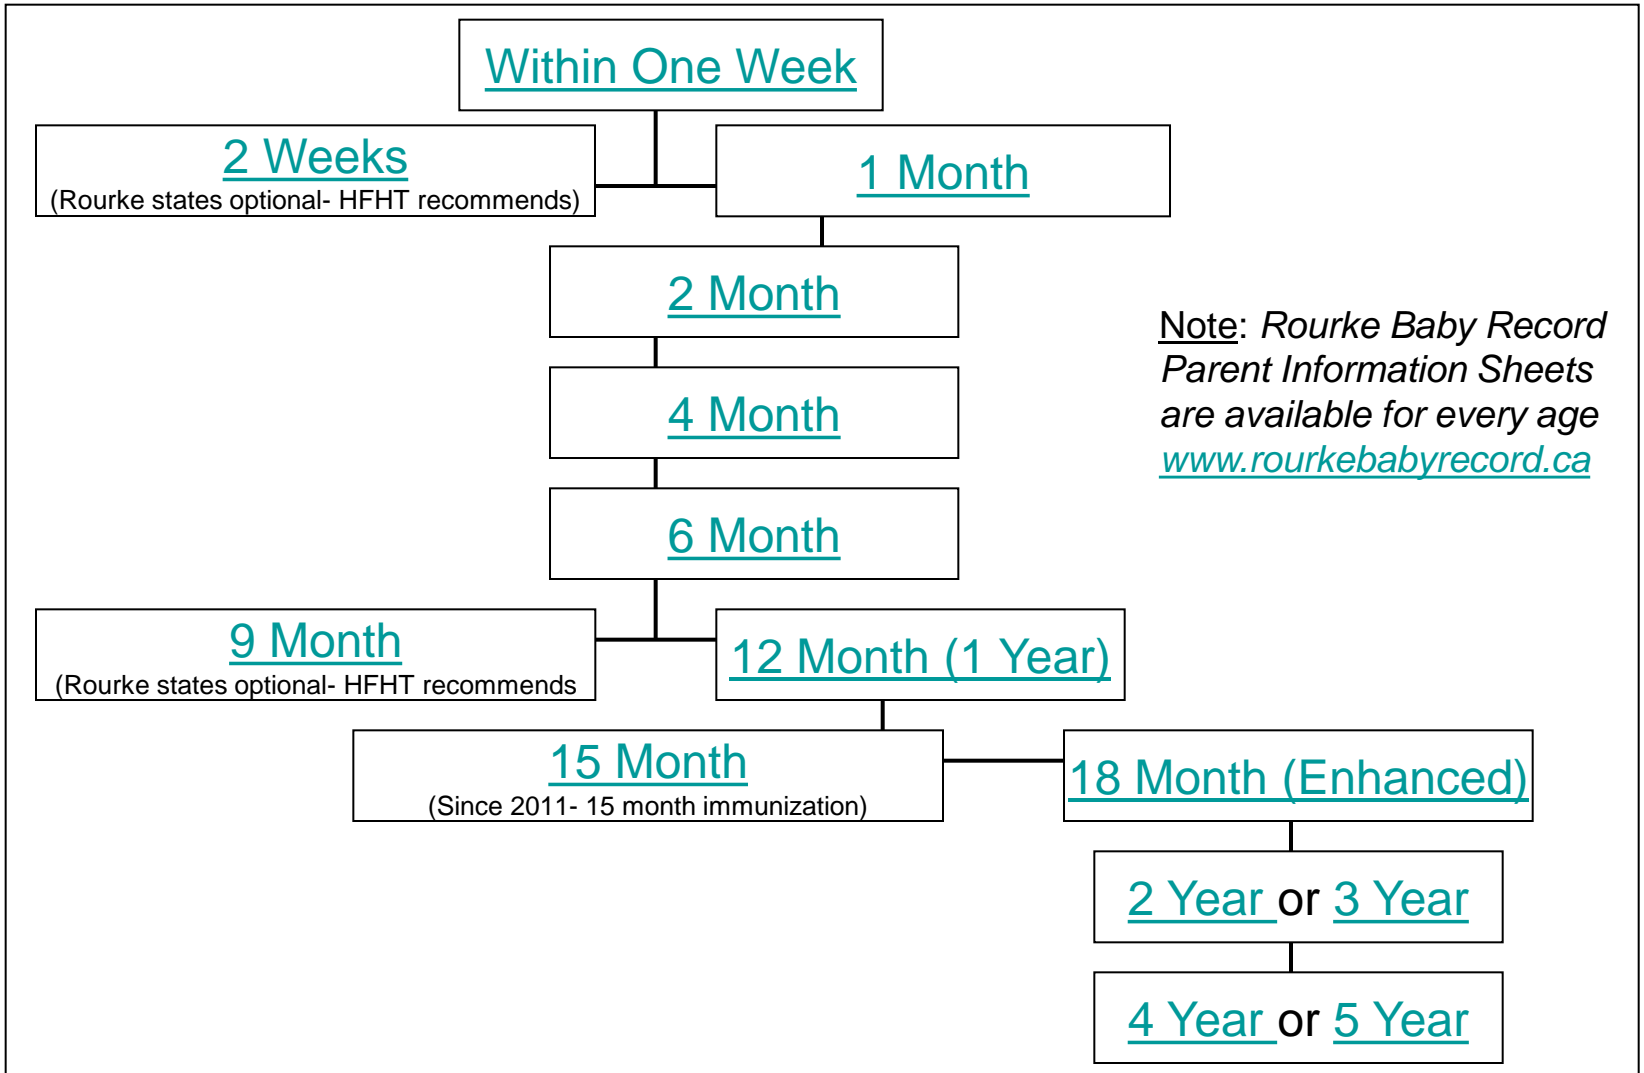 Within One Week
2 Weeks
(Rourke states optional- HFHT recommends)
1 Month
2 Month
4 Month
6 Month
Note: Rourke Baby Record
Parent Information Sheets
are available for every age
www.rourkebabyrecord.ca
9 Month
(Rourke states optional- HFHT recommends
12 Month (1 Year)
15 Month
(Since 2011- 15 month immunization)
18 Month (Enhanced)
2 Year or 3 Year
4 Year or 5 Year